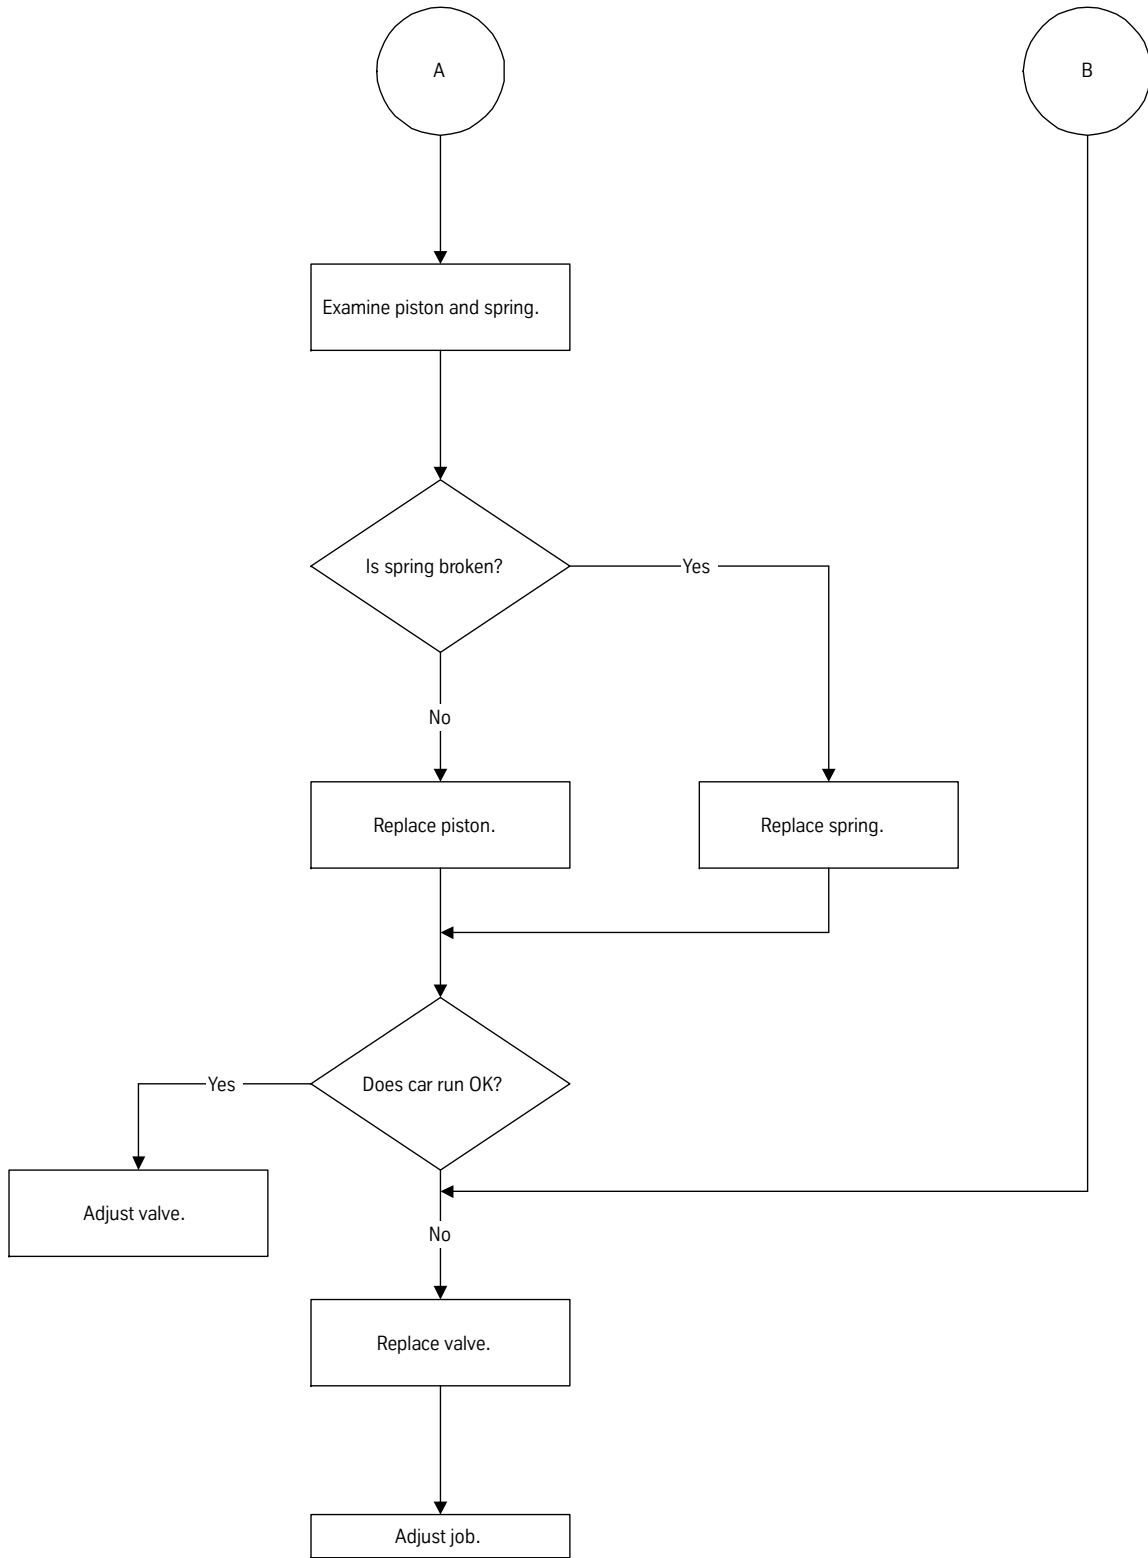 A
B
Examine piston and spring.
Is spring broken?
Yes
No
Replace piston.
Replace spring.
Does car run OK?
Yes
Adjust valve.
No
Replace valve.
Adjust job.